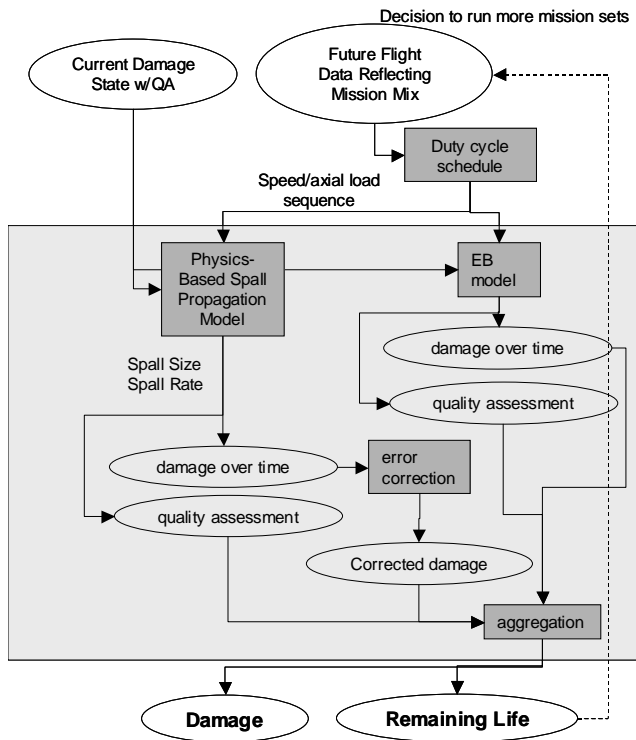 Decision to run more mission sets
Current Damage
State w/QA
Future Flight
Data Reflecting
Mission Mix
Duty cycle
schedule
Speed/axial load
sequence
Physics-
Based Spall
Propagation
Model
EB
model
Spall Size
Spall Rate
damage over time
quality assessment
damage over time
error
correction
quality assessment
Corrected damage
aggregation
Damage
Remaining Life